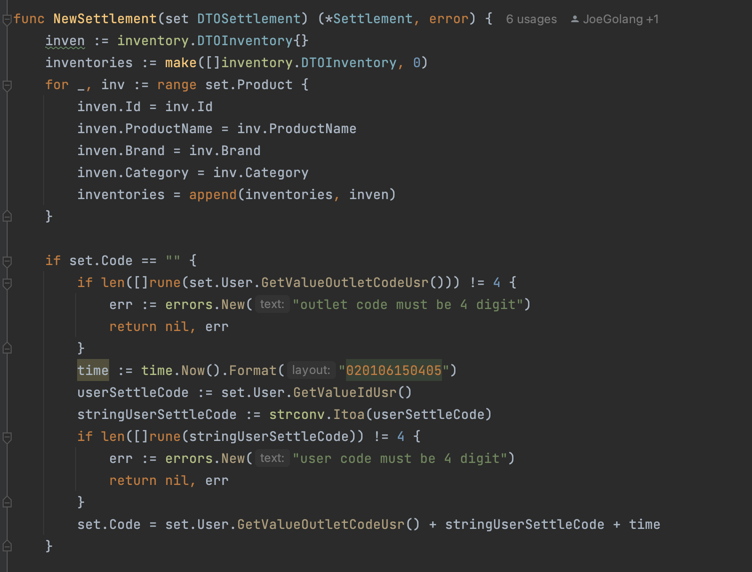 func NewSettlement(set DTOSettlement) (*Settlement, error) { 6 usages JoeGolang +1
    inven := inventory.DTOInventory{}
    inventories := make([]inventory.DTOInventory, 0)
    for _, inv := range set.Product {
        inven.Id = inv.Id
        inven.ProductName = inv.ProductName
        inven.Brand = inv.Brand
        inven.Category = inv.Category
        inventories = append(inventories, inven)
    }

    if set.Code == "" {
        if len([]rune(set.User.GetValueOutletCodeUsr())) != 4 {
            err := errors.New( text: "outlet code must be 4 digit")
            return nil, err
        }
        time := time.Now().Format( layout: "020106150405")
        userSettleCode := set.User.GetValueIdUsr()
        stringUserSettleCode := strconv.Itoa(userSettleCode)
        if len([]rune(stringUserSettleCode)) != 4 {
            err := errors.New( text: "user code must be 4 digit")
            return nil, err
        }
        set.Code = set.User.GetValueOutletCodeUsr() + stringUserSettleCode + time
    }